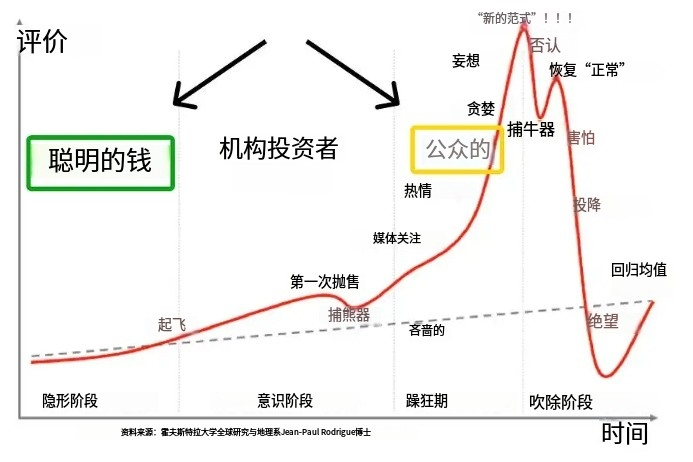 “新的范式”！！！
评价
否认
妄想
恢复“正常”
贪婪
捕牛器
害怕
聪明的钱
机构投资者
公众的
热情
投降
媒体关注
回归均值
第一次抛售
捕熊器
起飞
吝啬的
绝望
隐形阶段
意识阶段
躁狂期
吹除阶段
资料来源：霍夫斯特拉大学全球研究与地理系Jean-Paul Rodrigue博士
时间